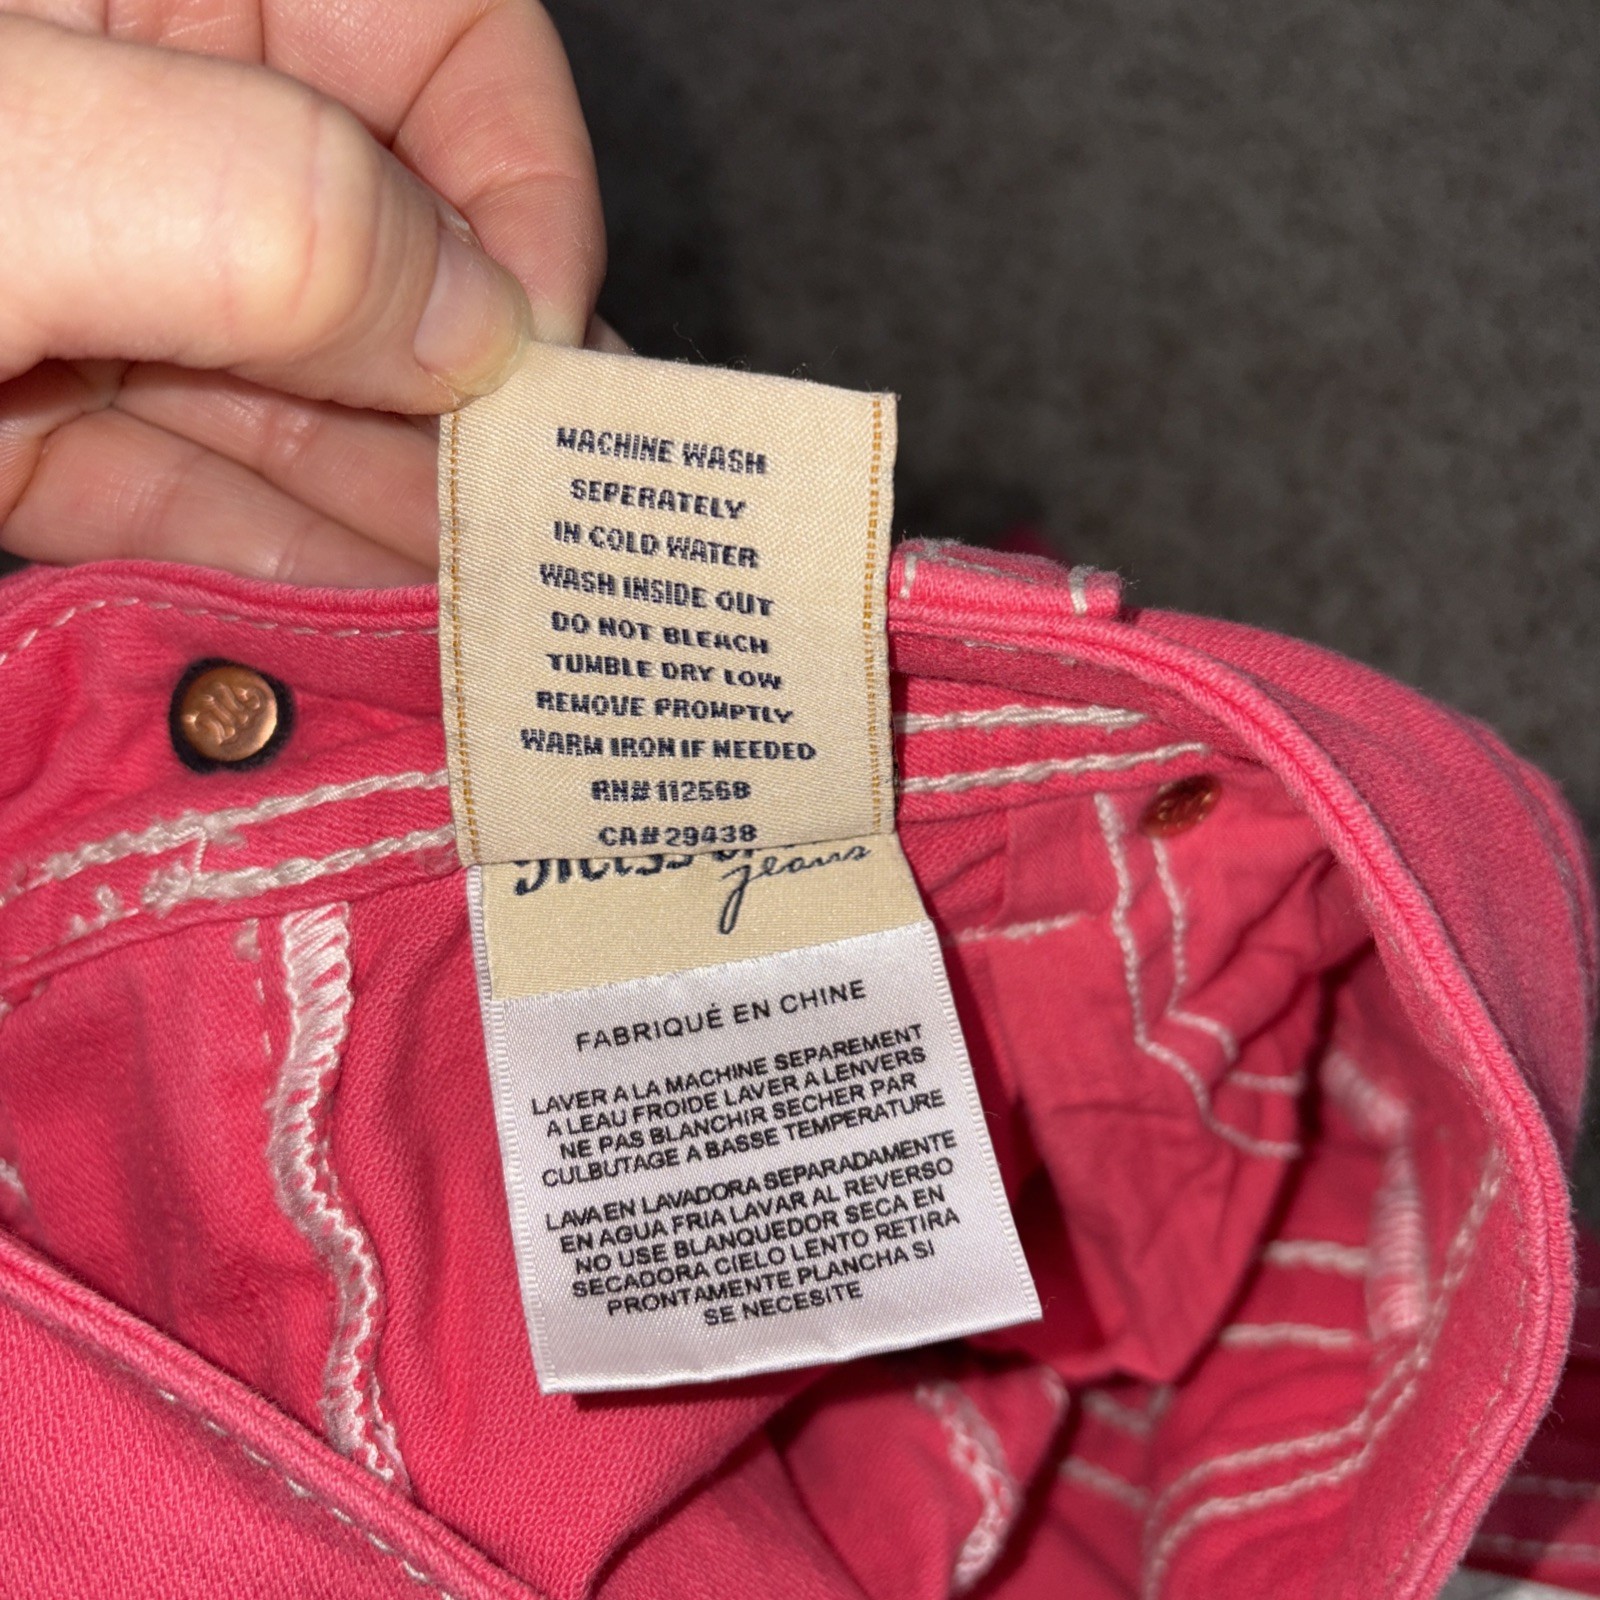 MACHINE WASH
SEPERATELY
IN COLD WATER
WASH INSIDE OUT
DO NOT BLEACH
TUMBLE DRY LOW
REMOVE PROMPTLY
WARM IRON IF NEEDED
RN# 112568
CA# 29438
jeans
FABRIQUÉ EN CHINE
LAVER A LA MACHINE SEPAREMENT
A LEAU FROIDE LAVER A LENVERS
NE PAS BLANCHIR SECHER PAR
CULBUTAGE A BASSE TEMPERATURE
LAVA EN LAVADORA SEPARADAMENTE
EN AGUA FRIA LAVAR AL REVERSO
NO USE BLANQUEDOR SECA EN
SECADORA CIELO LENTO RETIRA
PRONTAMENTE PLANCHA SI
SE NECESITE